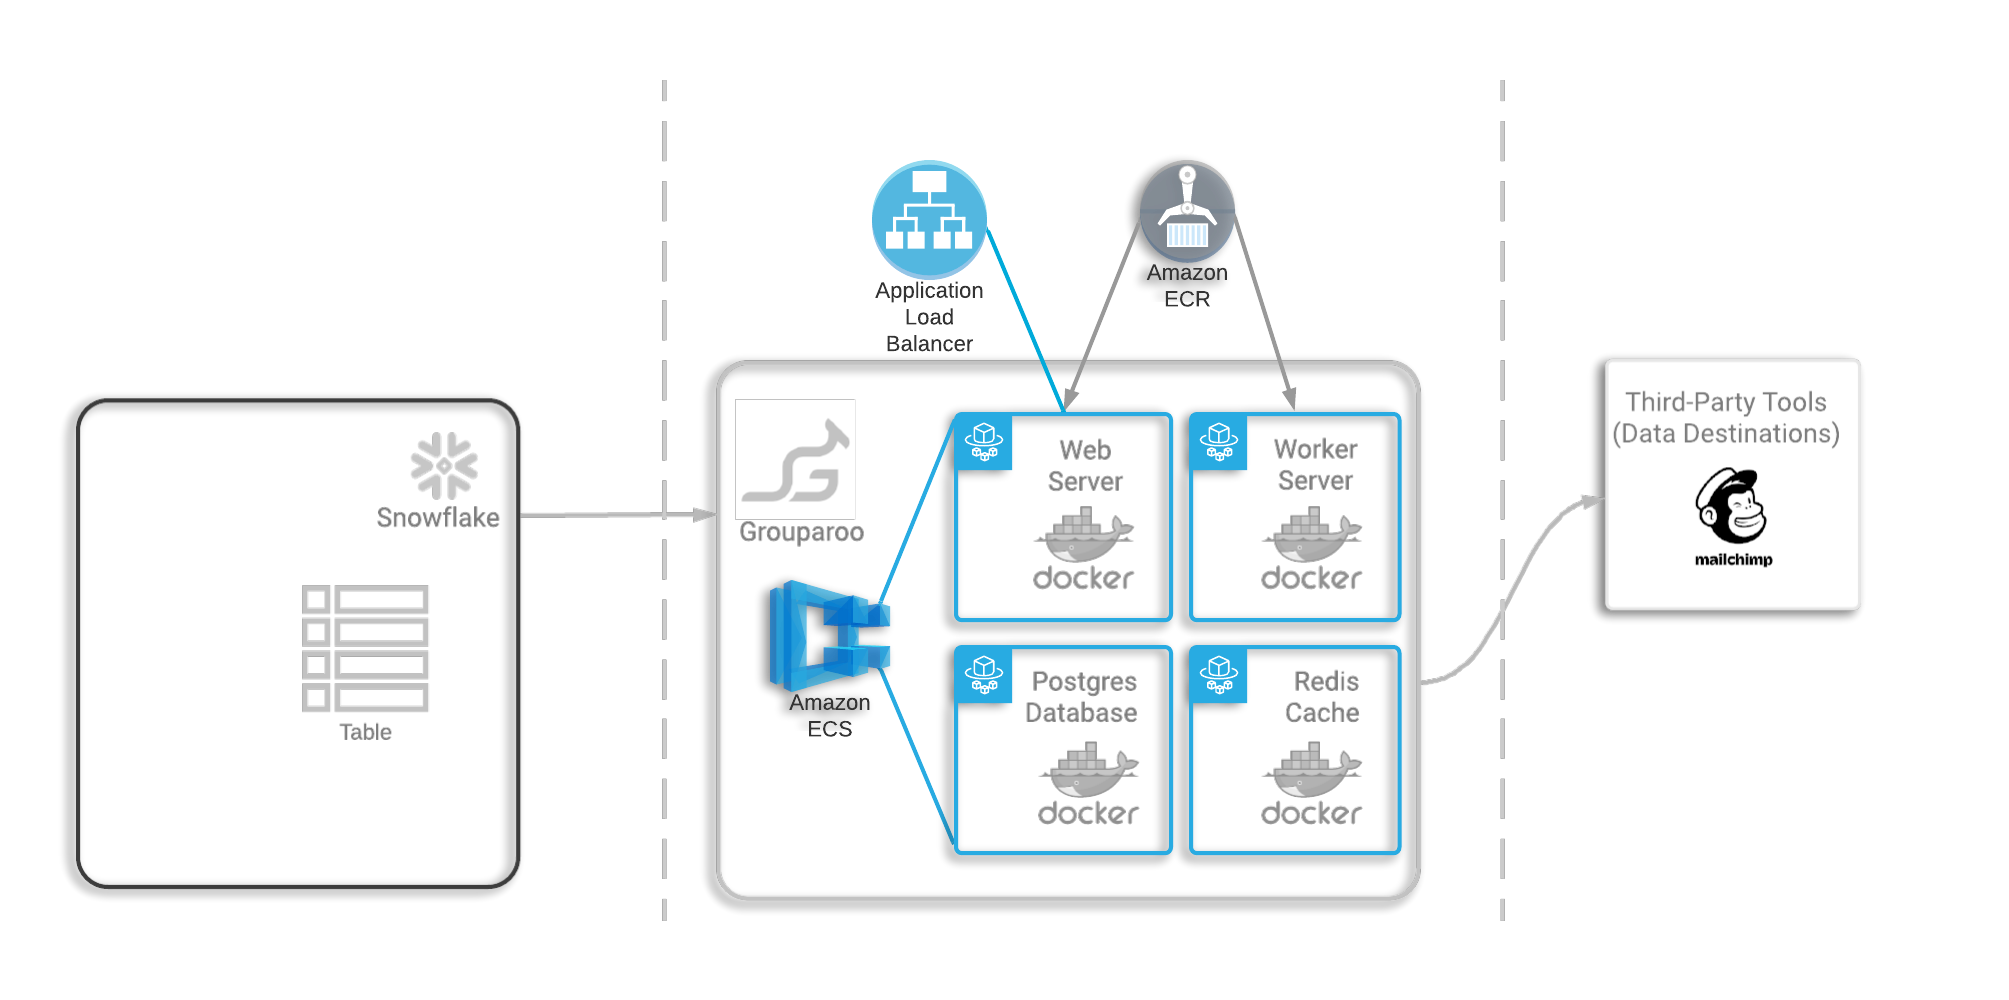 Snowflake
Table
Application
Load
Balancer
Amazon
ECR
Grouparoo
Amazon
ECS
Web
Server
docker
Worker
Server
docker
Postgres
Database
docker
Redis
Cache
docker
Third-Party Tools
(Data Destinations)
mailchimp